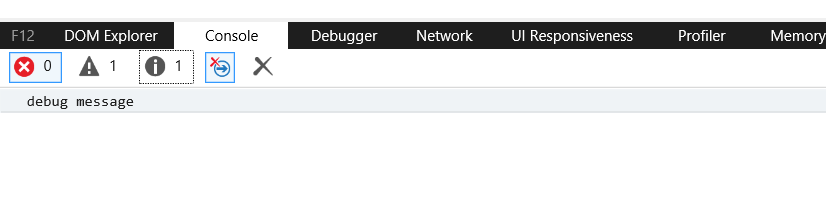 F12 DOM Explorer Console Debugger Network UI Responsiveness Profiler Memory
0 1 1
debug message